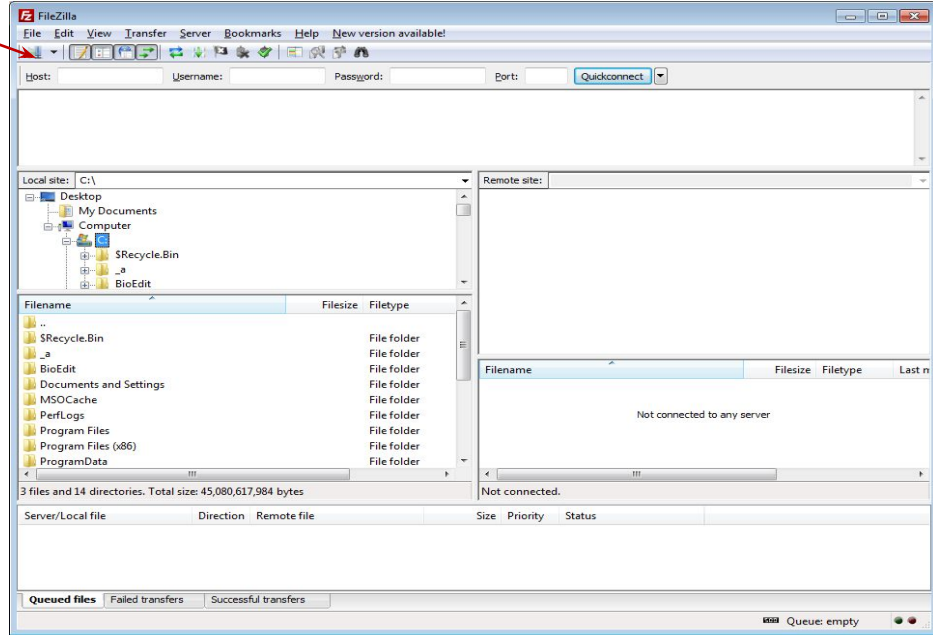 FileZilla
File Edit View Transfer Server Bookmarks Help New version available!
Host: Username: Password: Port: Quickconnect
Local site: C:\ Remote site:
Desktop
My Documents
Computer
C:
$Recycle.Bin
_a
BioEdit
Filename Filesize Filetype
..
$Recycle.Bin File folder
_a File folder
BioEdit File folder
Documents and Settings File folder
MSOCache File folder
PerfLogs File folder
Program Files File folder
Program Files (x86) File folder
ProgramData File folder
3 files and 14 directories. Total size: 45,080,617,984 bytes
Filename Filesize Filetype Last m
Not connected to any server
Not connected.
Server/Local file Direction Remote file Size Priority Status
Queued files Failed transfers Successful transfers
Queue: empty